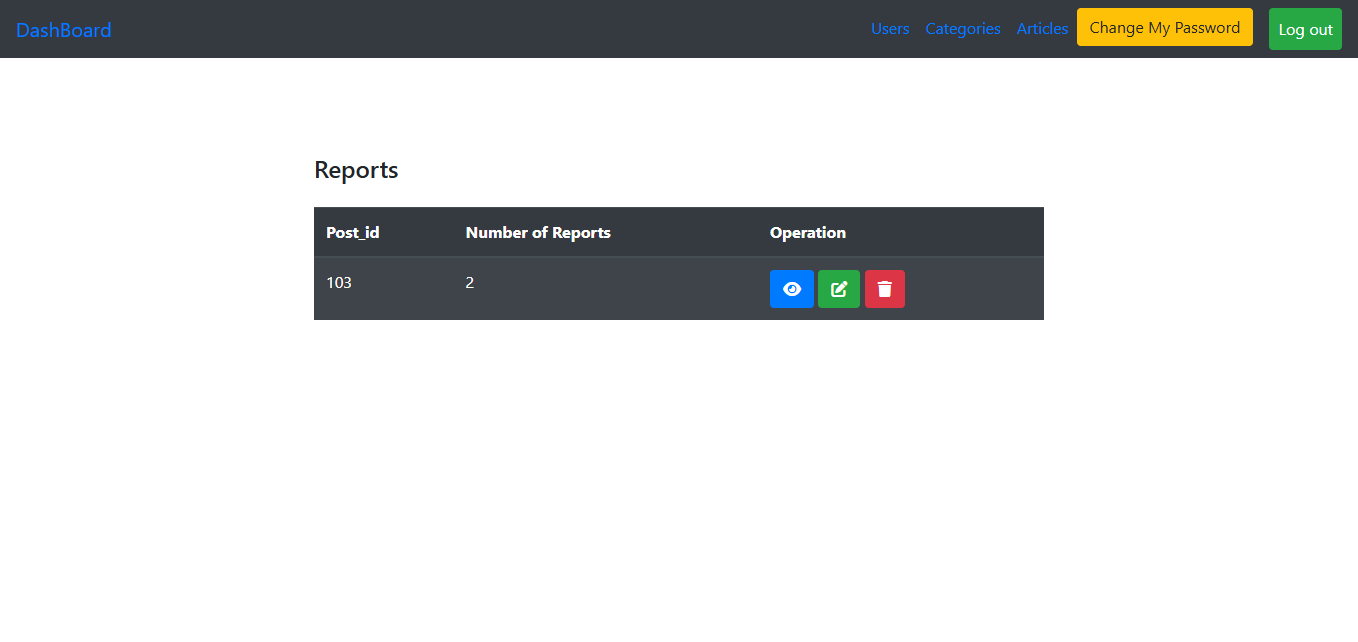 DashBoard Users Categories Articles Change My Password Log out
Reports
Post_id Number of Reports Operation
103 2